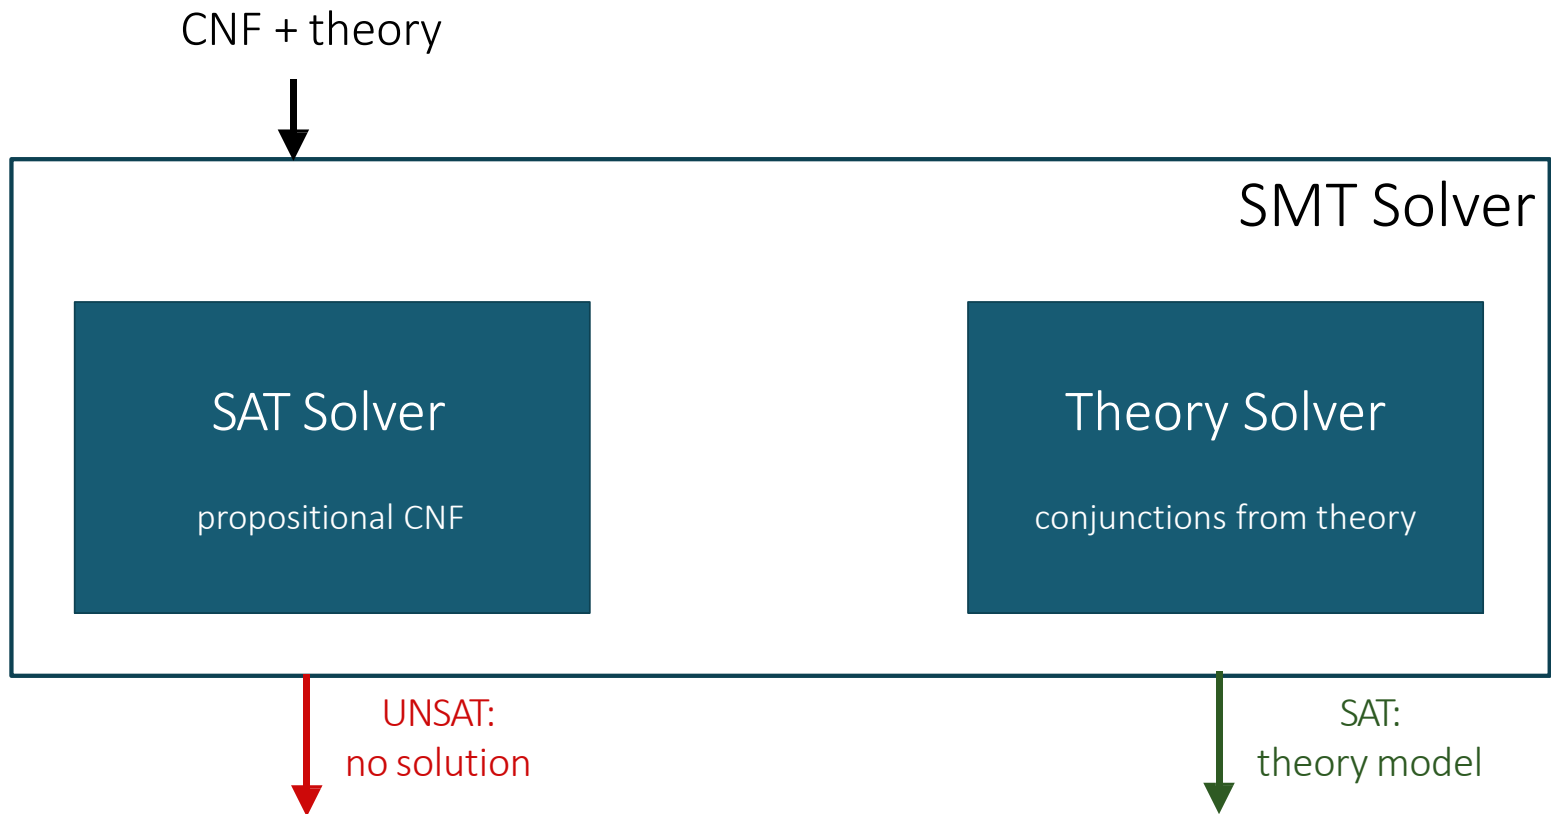 CNF + theory
SMT Solver
SAT Solver
propositional CNF
Theory Solver
conjunctions from theory
UNSAT:
no solution
SAT:
theory model